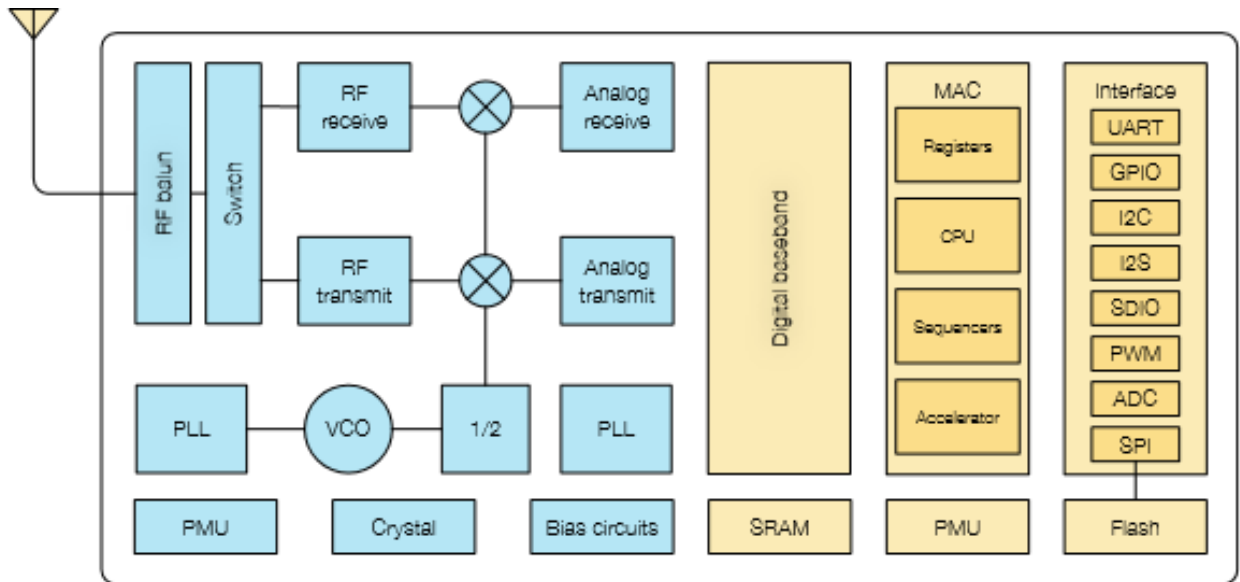 RF balun
Switch
RF
receive
Analog
receive
RF
transmit
Analog
transmit
PLL
VCO
1/2
PLL
PMU
Crystal
Bias circuits
Digital baseband
SRAM
MAC
Registers
CPU
Sequencers
Accelerator
PMU
Interface
UART
GPIO
I2C
I2S
SDIO
PWM
ADC
SPI
Flash